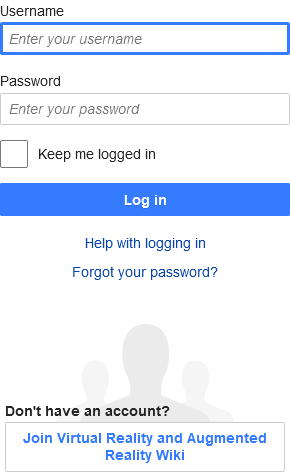 Username
Enter your username
Password
Enter your password
Keep me logged in
Log in
Help with logging in
Forgot your password?
Don't have an account?
Join Virtual Reality and Augmented
Reality Wiki